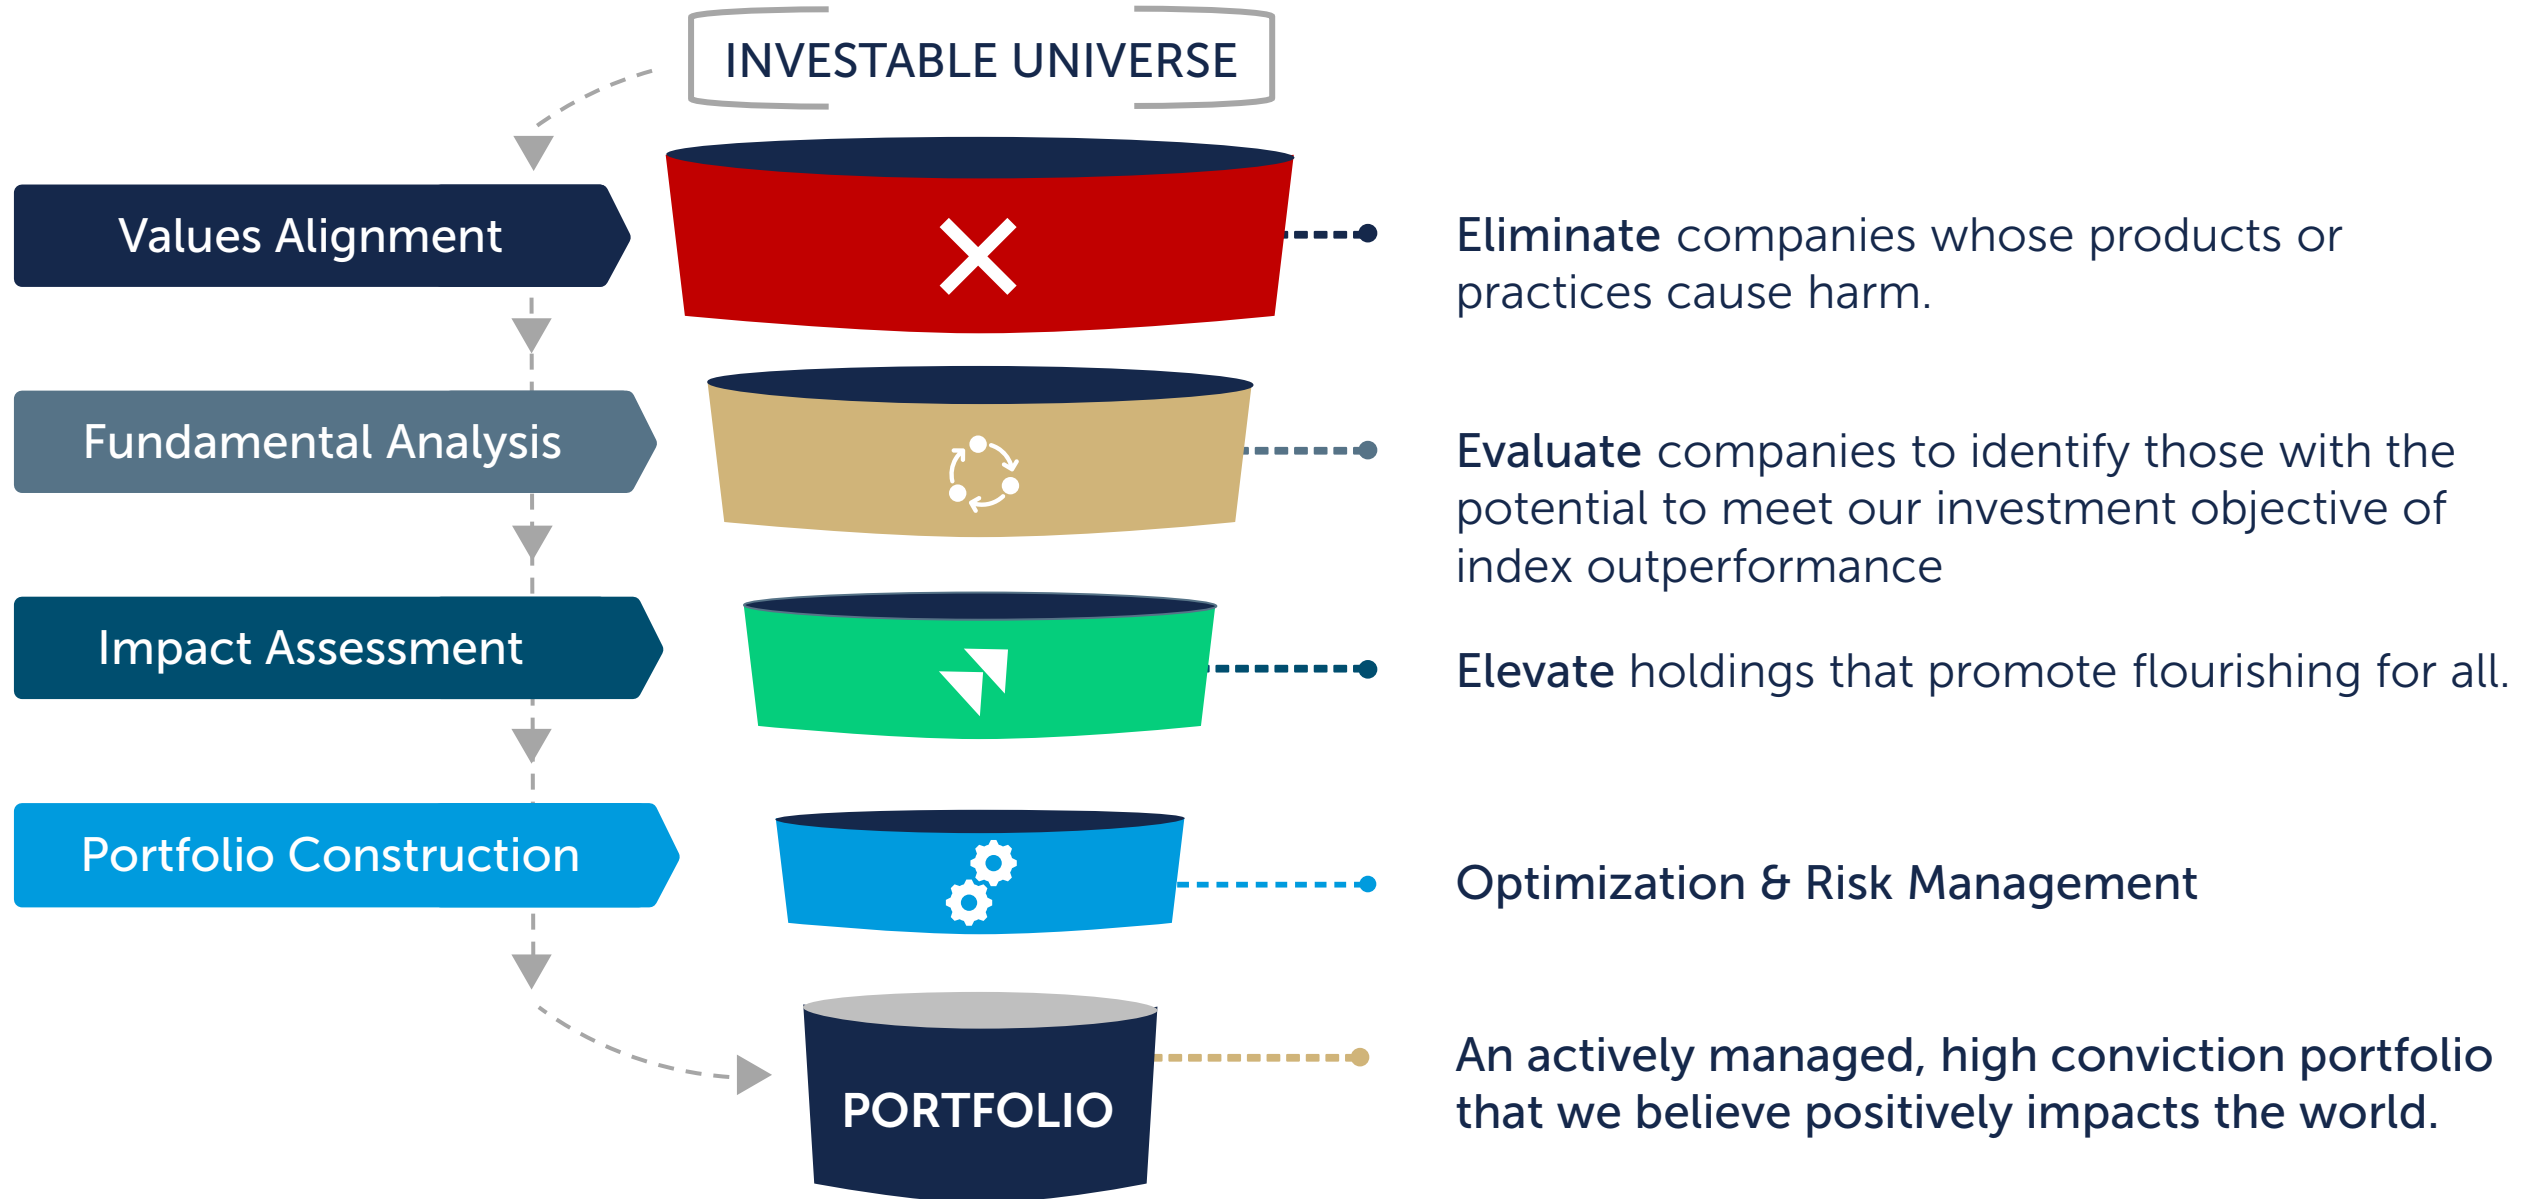 INVESTABLE UNIVERSE
Values Alignment
Eliminate companies whose products or
practices cause harm.
Fundamental Analysis
Evaluate companies to identify those with the
potential to meet our investment objective of
index outperformance
Impact Assessment
Elevate holdings that promote flourishing for all.
Portfolio Construction
Optimization & Risk Management
PORTFOLIO
An actively managed, high conviction portfolio
that we believe positively impacts the world.